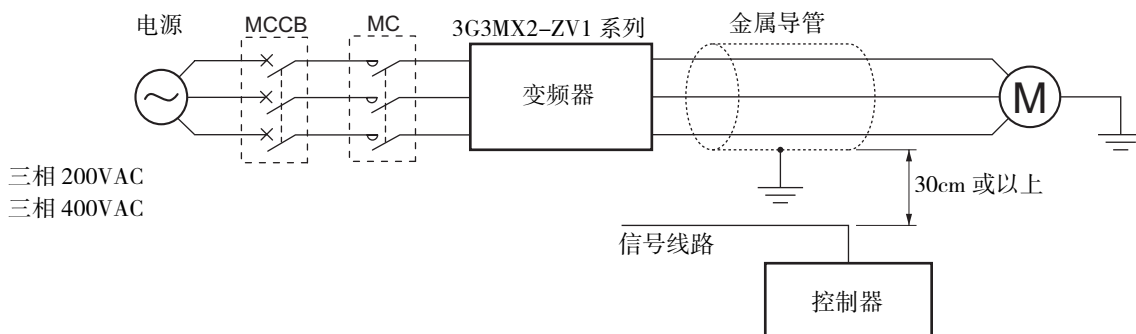 电源
MCCB
MC
3G3MX2-ZV1 系列
金属导管
变频器
M
三相 200VAC
三相 400VAC
30cm 或以上
信号线路
控制器